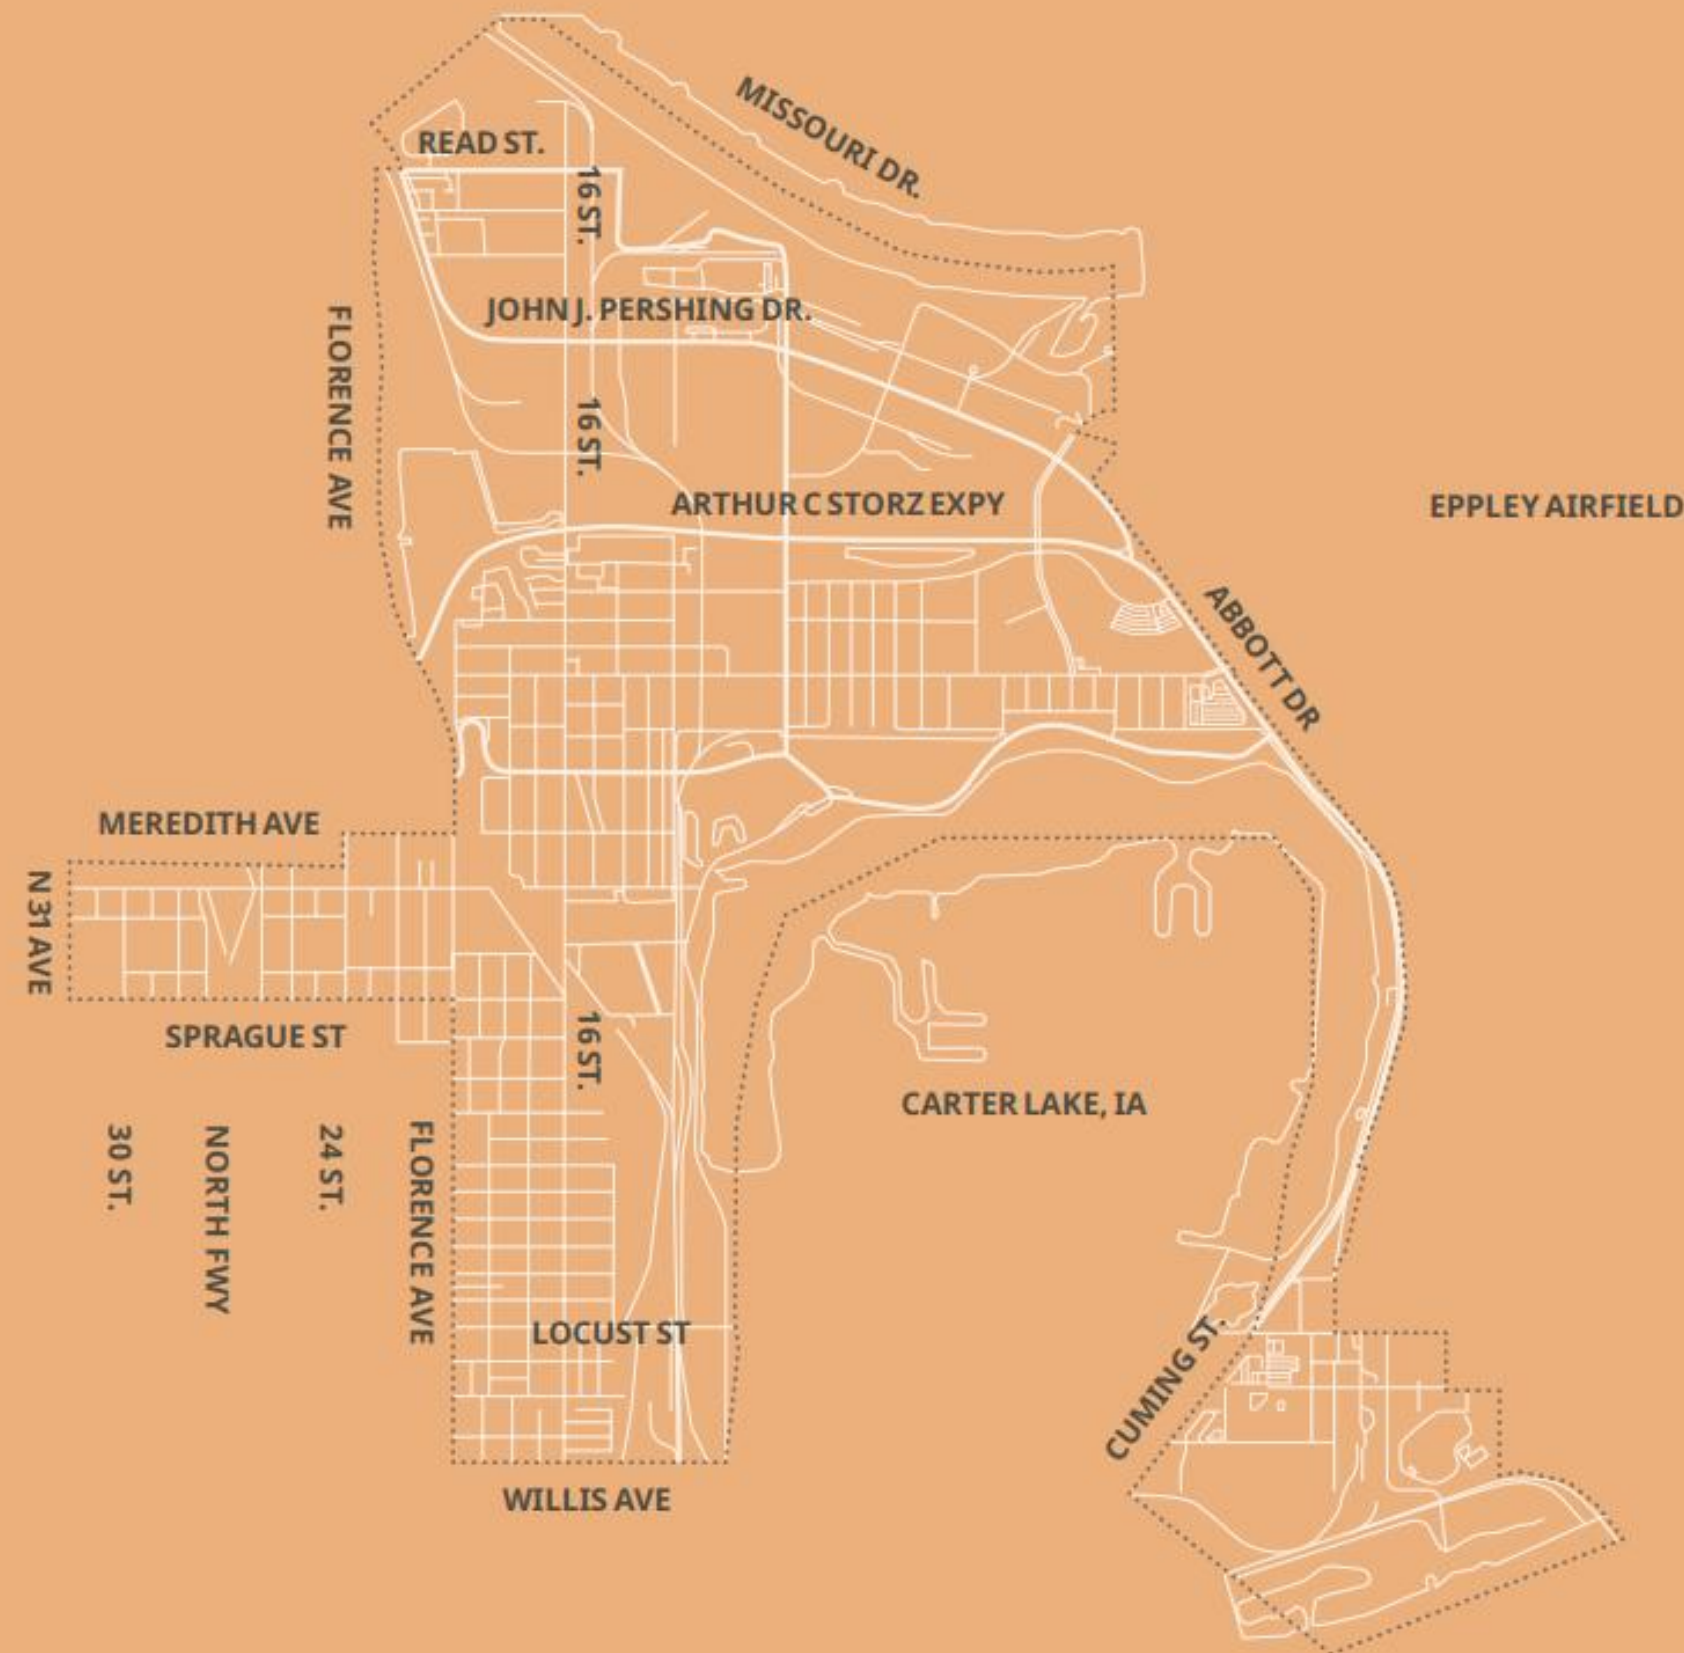 MISSOURI DR.
READ ST.
16 ST.
JOHN J. PERSHING DR.
FLORENCE AVE
16 ST.
ARTHUR C STORZ EXPY
EPPLEY AIRFIELD
ABBOTT DR
MEREDITH AVE
N 31 AVE
SPRAGUE ST
16 ST.
CARTER LAKE, IA
30 ST.
NORTH FWY
24 ST.
FLORENCE AVE
LOCUST ST
CUMING ST.
WILLIS AVE